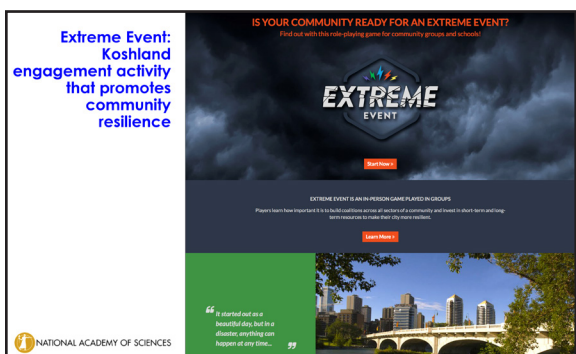 Extreme Event:
Koshland
engagement activity
that promotes
community
resilience
NATIONAL ACADEMY OF SCIENCES
IS YOUR COMMUNITY READY FOR AN EXTREME EVENT?
Find out with this role-playing game for community groups and schools!
EXTREME
EVENT
Start Now »
EXTREME EVENT IS AN IN-PERSON GAME PLAYED IN GROUPS
Players learn how important it is to build coalitions across all sectors of a community and invest in short-term and long-
term resources to make their city more resilient.
Learn More »
“ It started out as a
beautiful day, but in a
disaster, anything can
happen at any time... ”